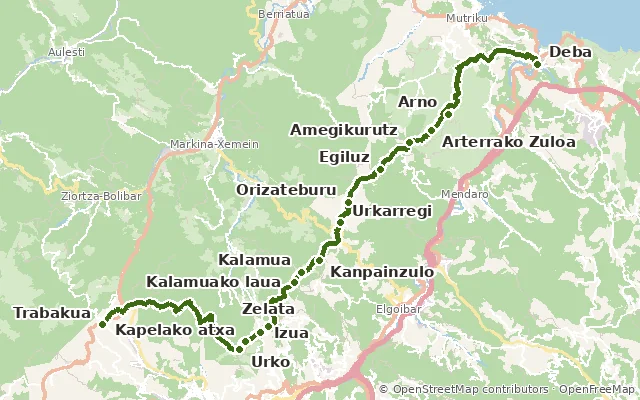 Berriatua
Mutriku
Aulesti
Deba
Arno
Amegikurutz
Markina-Xemein
Arterrako Zuloa
Egiluz
Orizateburu
Ziortza-Bolibar
Mendaro
Urkarregi
Kalamua
Kanpainzulo
Kalamuako laua
Zelata
Elgoibar
Trabakua
Kapelako atxa
Izua
Urko
© OpenStreetMap contributors · OpenFreeMap